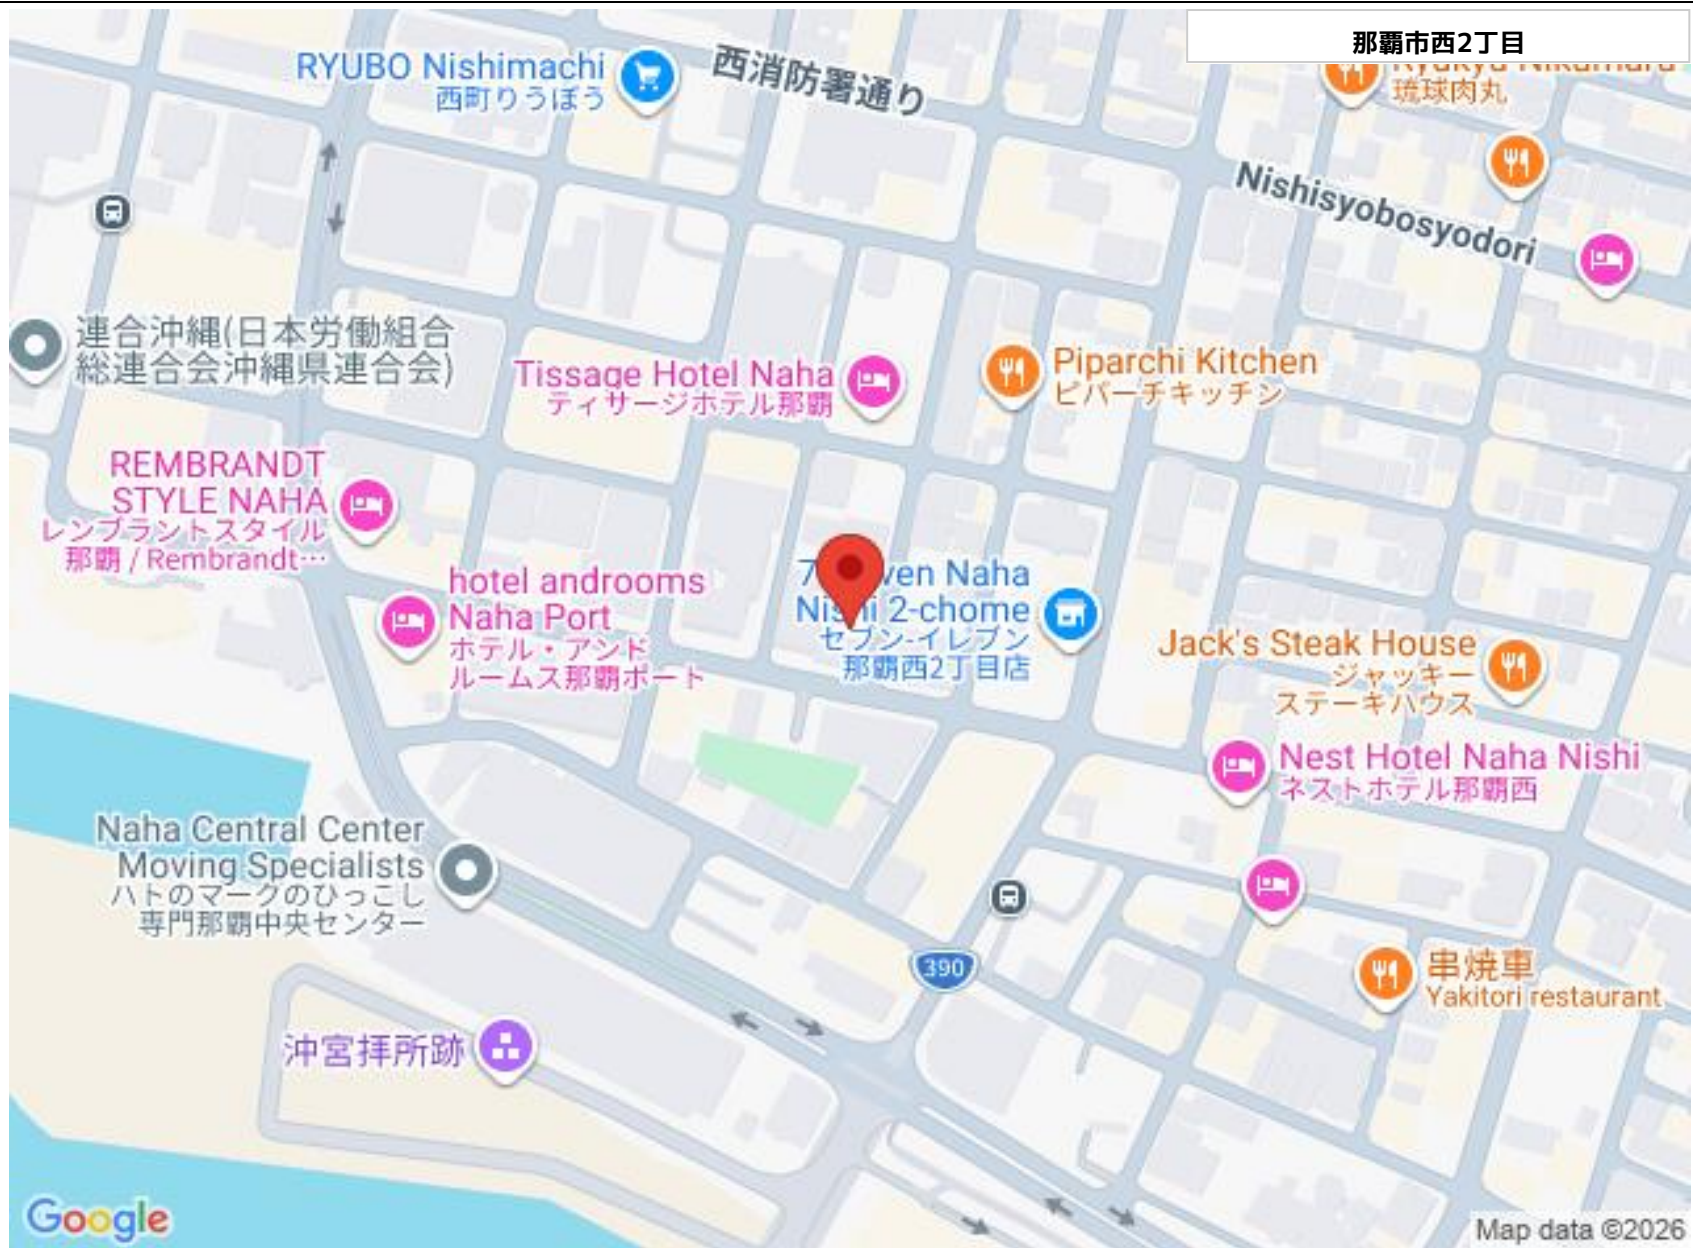 那覇市西2丁目
RYUBO Nishimachi
西町りうぼう
西消防署通り
琉球肉丸
Nishisyobosyodori
連合沖縄(日本労働組合
総連合会沖縄県連合会)
Tissage Hotel Naha
ティサージホテル那覇
Piparchi Kitchen
ピパーチキッチン
REMBRANDT
STYLE NAHA
レンブラントスタイル
那覇 / Rembrandt…
hotel androoms
Naha Port
ホテル・アンド
ルームス那覇ポート
Naha
2-chome
セブン-イレブン
那覇西2丁目店
Jack's Steak House
ジャッキー
ステーキハウス
Nest Hotel Naha Nishi
ネストホテル那覇西
Naha Central Center
Moving Specialists
ハトのマークのひっこし
専門那覇中央センター
390
串焼車
Yakitori restaurant
沖宮拝所跡
Google
Map data ©2026